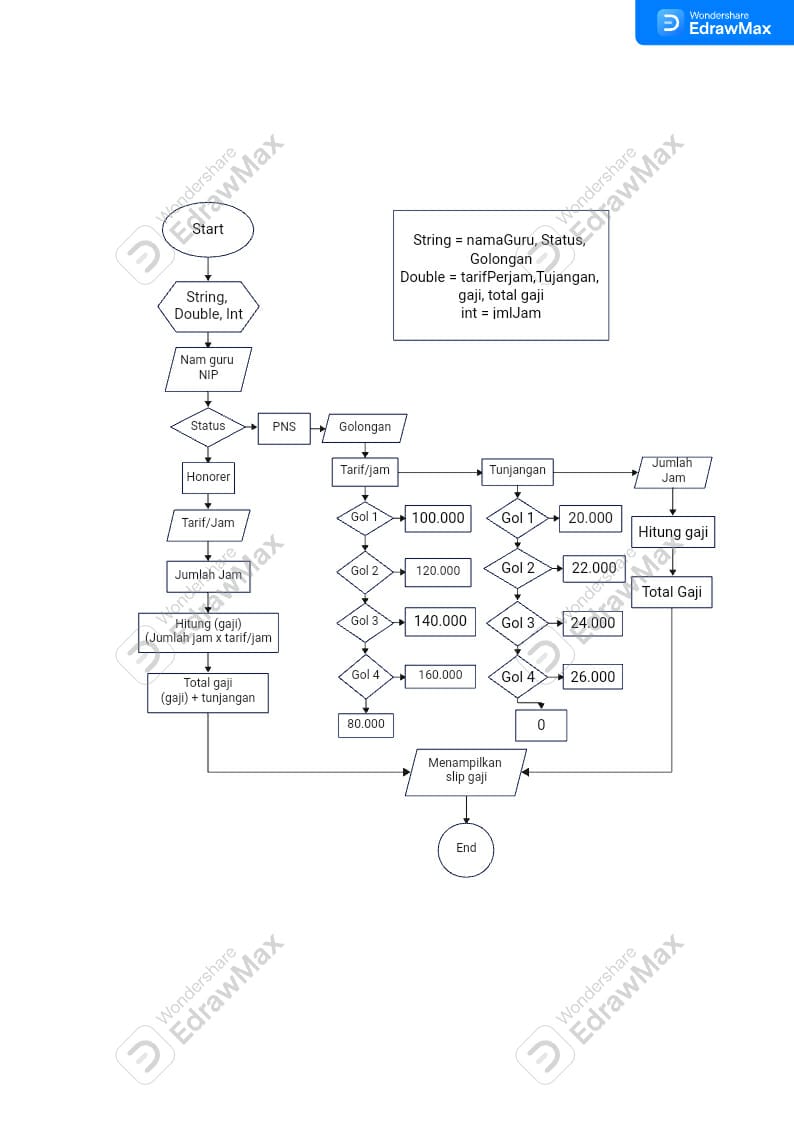 Wondershare
EdrawMax
Wondershare
EdrawMax
Wondershare
EdrawMax
Start
String = namaGuru, Status,
Golongan
Double = tarifPerjam,Tujangan,
gaji, total gaji
int = jmlJam
String,
Double, Int
Nam guru
NIP
Status
PNS
Golongan
Honorer
Tarif/jam
Tunjangan
Jumlah
Jam
Tarif/Jam
Gol 1
100.000
Gol 1
20.000
Hitung gaji
Jumlah Jam
Gol 2
120.000
Gol 2
22.000
Total Gaji
Hitung (gaji)
(Jumlah jam x tarif/jam
Gol 3
140.000
Gol 3
24.000
Total gaji
(gaji) + tunjangan
Gol 4
160.000
Gol 4
26.000
80.000
0
Wondershare
EdrawMax
Wondershare
EdrawMax
Menampilkan
slip gaji
End
Wondershare
EdrawMax
Wondershare
EdrawMax